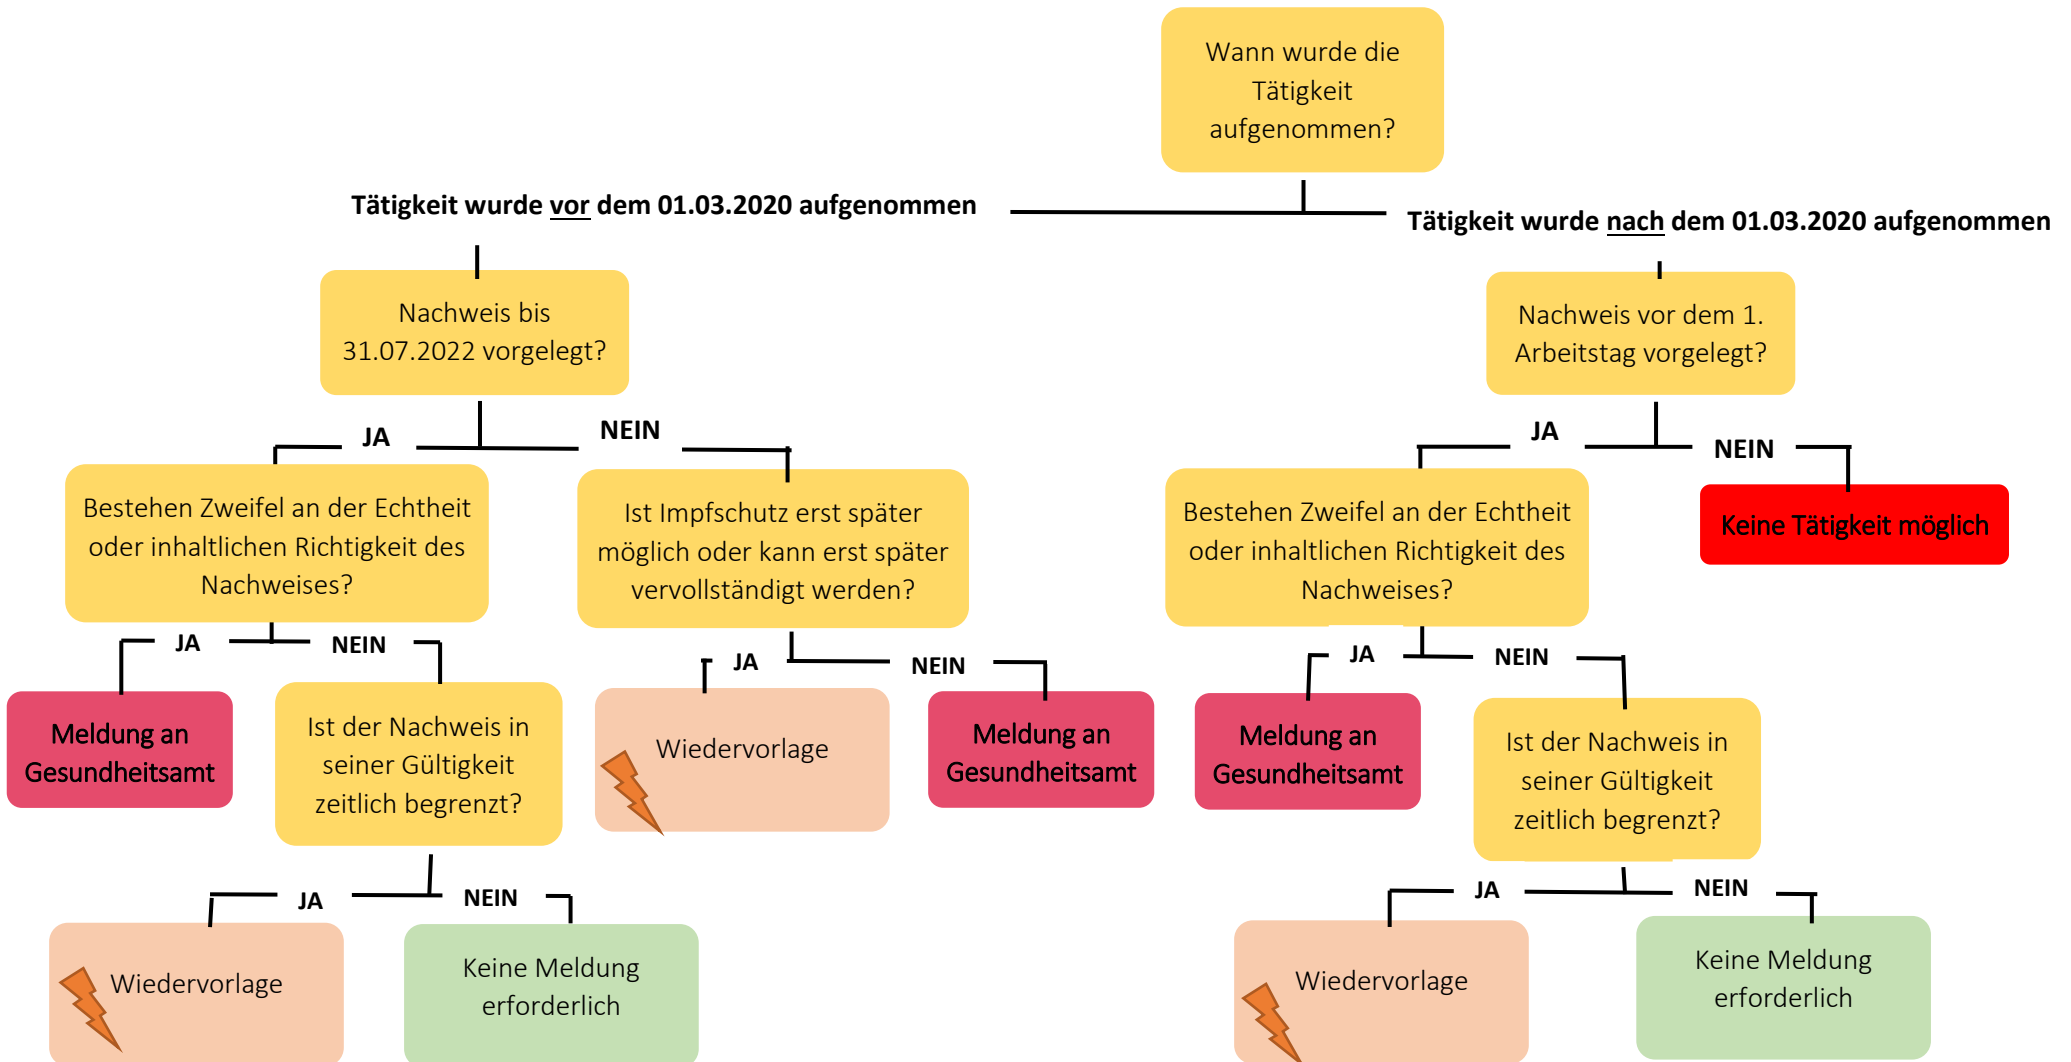 Wann wurde die
Tätigkeit
aufgenommen?
Tätigkeit wurde vor dem 01.03.2020 aufgenommen
Tätigkeit wurde nach dem 01.03.2020 aufgenommen
Nachweis bis
31.07.2022 vorgelegt?
Nachweis vor dem 1.
Arbeitstag vorgelegt?
JA
NEIN
JA
NEIN
Bestehen Zweifel an der Echtheit
oder inhaltlichen Richtigkeit des
Nachweises?
Ist Impfschutz erst später
möglich oder kann erst später
vervollständigt werden?
Bestehen Zweifel an der Echtheit
oder inhaltlichen Richtigkeit des
Nachweises?
Keine Tätigkeit möglich
JA
NEIN
JA
NEIN
JA
NEIN
Meldung an
Gesundheitsamt
Ist der Nachweis in
seiner Gültigkeit
zeitlich begrenzt?
Wiedervorlage
Meldung an
Gesundheitsamt
Meldung an
Gesundheitsamt
Ist der Nachweis in
seiner Gültigkeit
zeitlich begrenzt?
JA
NEIN
JA
NEIN
Wiedervorlage
Keine Meldung
erforderlich
Wiedervorlage
Keine Meldung
erforderlich